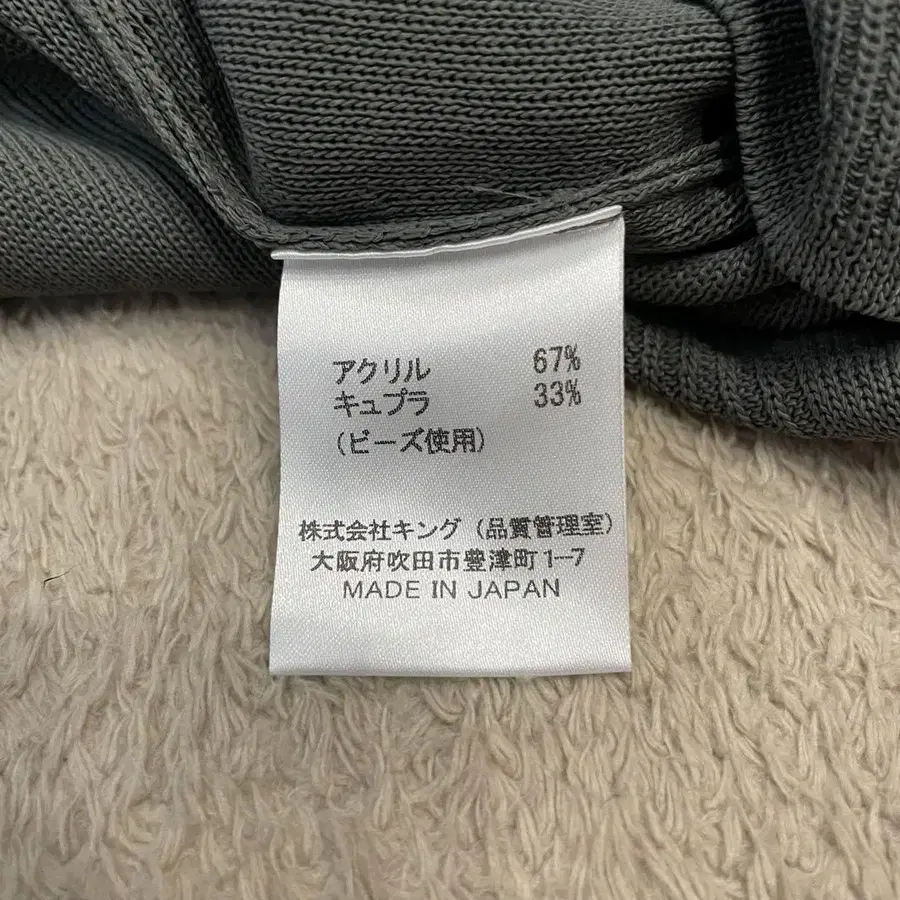 アクリル 67%
キュプラ 33%
(ビーズ使用)
株式会社キング(品質管理室)
大阪府吹田市豊津町1-7
MADE IN JAPAN